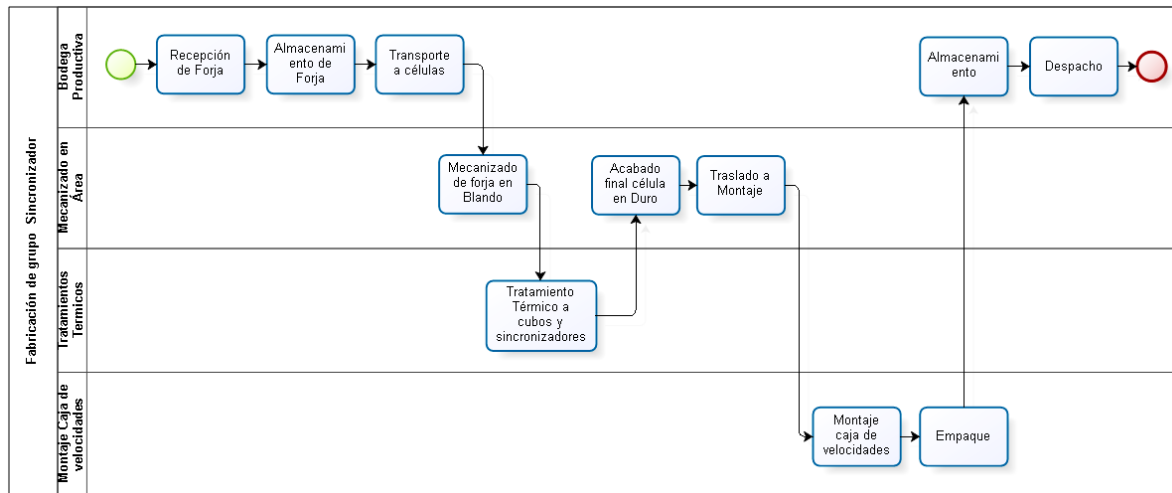 Fabricación de grupo Sincronizador
Bodega
Productiva
Recepción
de Forja
Almacenami
ento de
Forja
Transporte
a células
Almacenami
ento
Despacho
Mecanizado en
Área
Mecanizado
de forja en
Blando
Acabado
final célula
en Duro
Traslado a
Montaje
Tratamientos
Termicos
Tratamiento
Térmico a
cubos y
sincronizadores
Montaje Caja de
velocidades
Montaje
caja de
velocidades
Empaque